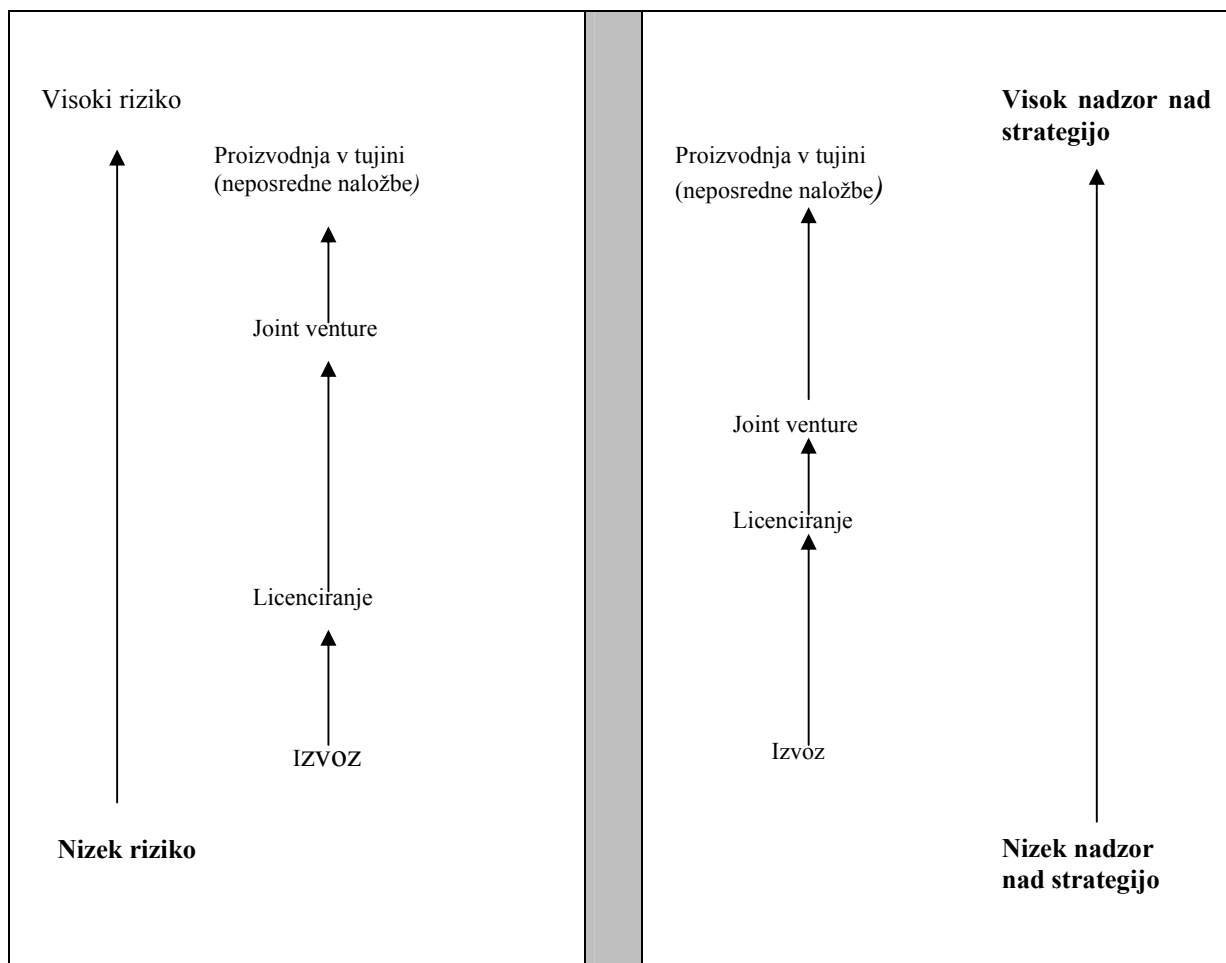 Visoki riziko
Proizvodnja v tujini
(neposredne naložbe)
Joint venture
Licenciranje
Izvoz
Nizek riziko
Visok nadzor nad
strategijo
Proizvodnja v tujini
(neposredne naložbe)
Joint venture
Licenciranje
Izvoz
Nizek nadzor
nad strategijo